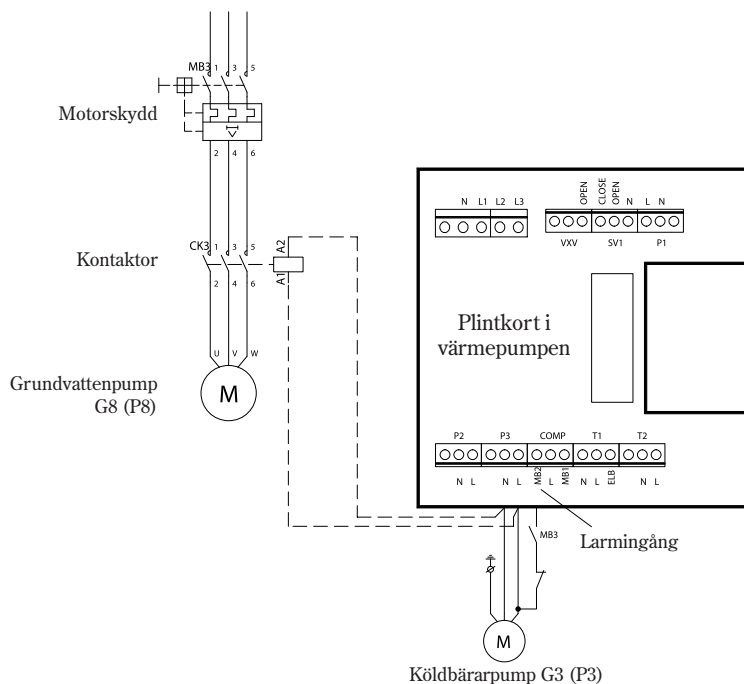 MB3 1 3 5
Motorskydd
2 4 6
CK3 1 3 5
A2
Kontaktor
A1
2 4 6
U V W
Grundvattenpump
G8 (P8)
M
N L1 L2 L3
OPEN CLOSE OPEN N L N
VXV SV1 P1
Plintkort i
värmepumpen
P2 P3 COMP T1 T2
N L N L MB2 L MB1 N L ELB N L
MB3
Larmingång
M
Köldbärarpump G3 (P3)